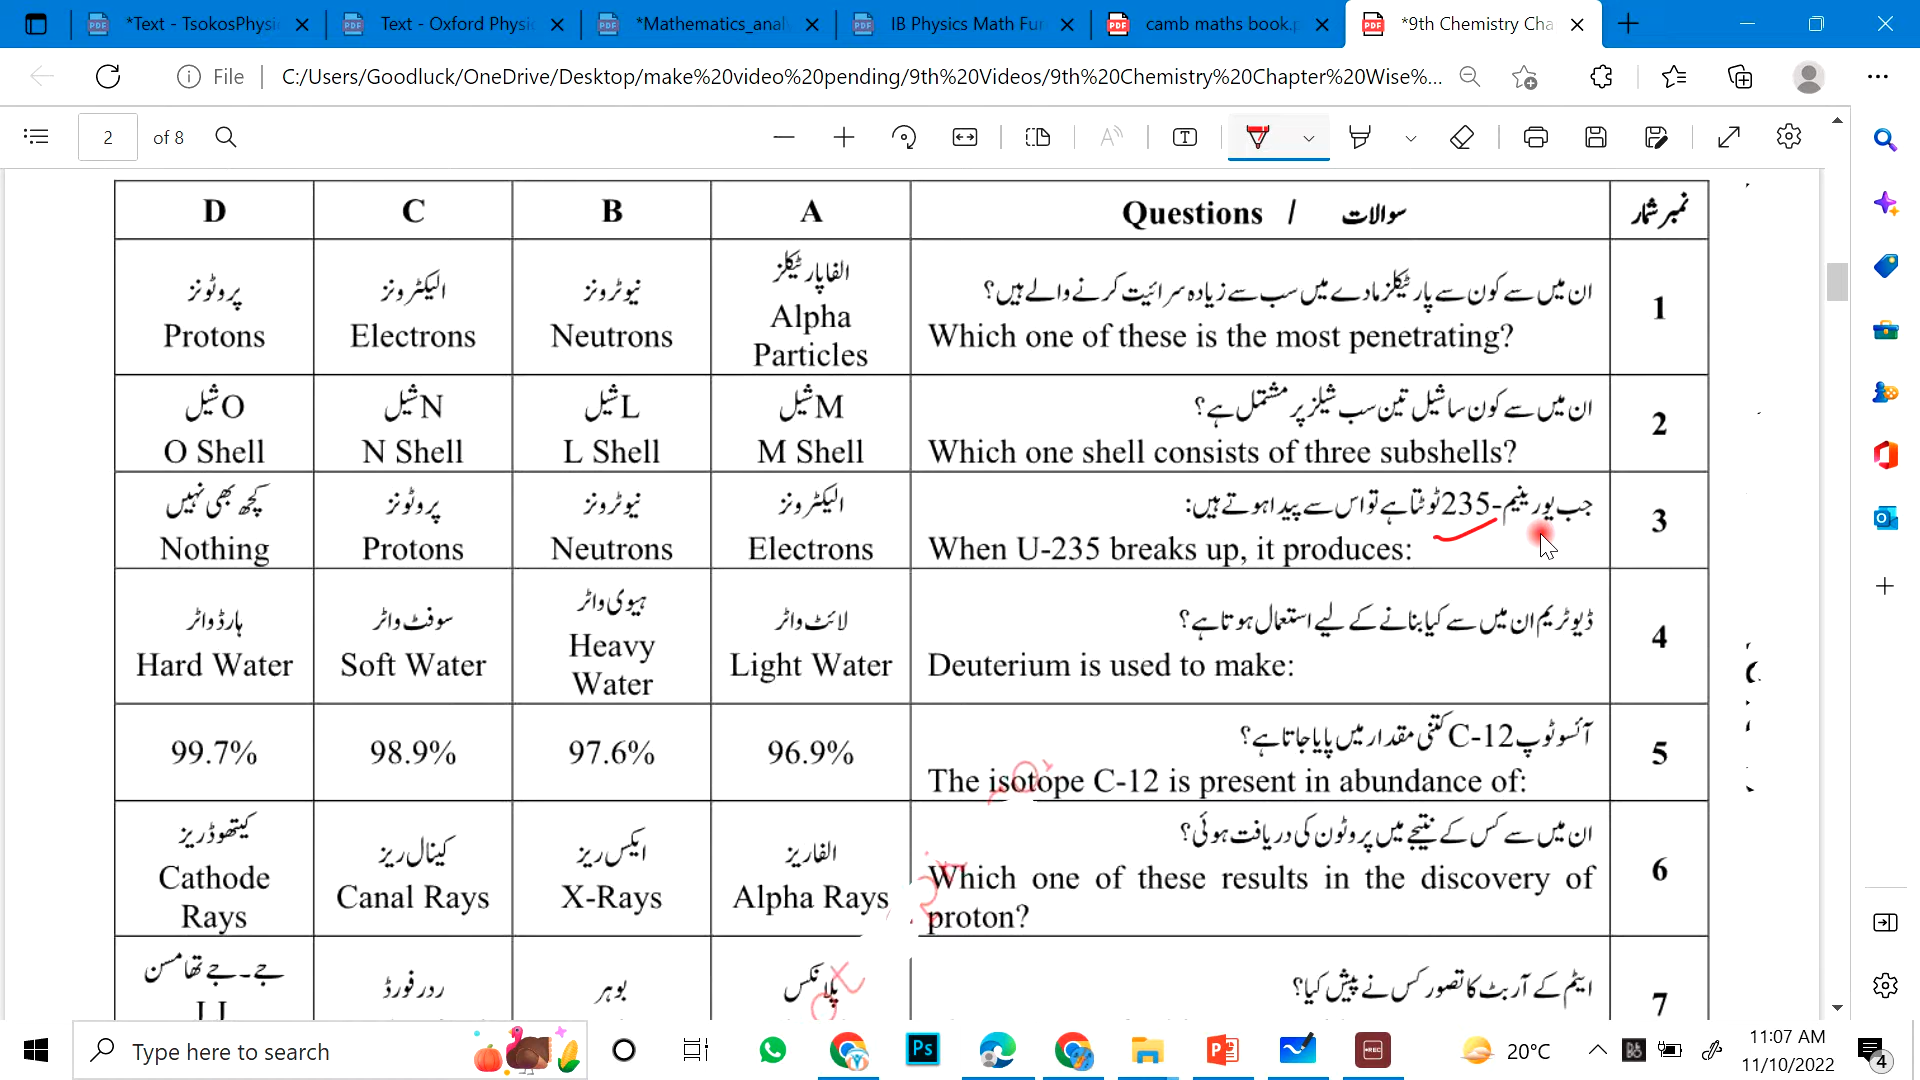 *Text - TsokosPhysi
Text - Oxford Physic
*Mathematics_anal
IB Physics Math Fur
camb maths book.p
*9th Chemistry Cha
File
C:/Users/Goodluck/OneDrive/Desktop/make%20video%20pending/9th%20Videos/9th%20Chemistry%20Chapter%20Wise%...
2 of 8
D C B A Questions / سوالات نمبر شمار
پروٹونز الیکٹرونز نیوٹرونز الفا پارٹیکلز ان میں سے کون سے پارٹیکلز مادے میں سب سے زیادہ سرائیت کرنے والے ہیں؟
Protons Electrons Neutrons Alpha Particles Which one of these is the most penetrating? 1
O شیل N شیل L شیل M شیل ان میں سے کون سا شیل تین سب شیلز پر مشتمل ہے؟
O Shell N Shell L Shell M Shell Which one shell consists of three subshells? 2
کچھ بھی نہیں پروٹونز نیوٹرونز الیکٹرونز جب یورینیم-235 ٹوٹتا ہے تو اس سے پیدا ہوتے ہیں:
Nothing Protons Neutrons Electrons When U-235 breaks up, it produces: 3
ہارڈ واٹر سوفٹ واٹر ہیوی واٹر لائٹ واٹر ڈیوٹریم ان میں سے کیا بنانے کے لیے استعمال ہوتا ہے؟
Hard Water Soft Water Heavy Water Light Water Deuterium is used to make: 4
آئسوٹوپ C-12 کتنی مقدار میں پایا جاتا ہے؟
99.7% 98.9% 97.6% 96.9% The isotope C-12 is present in abundance of: 5
کیتھوڈ ریز کینال ریز ایکس ریز الفا ریز ان میں سے کس کے نتیجے میں پروٹون کی دریافت ہوئی؟
Cathode Rays Canal Rays X-Rays Alpha Rays Which one of these results in the discovery of proton? 6
جے۔جے تھامسن ردرفورڈ بوہر پلانکس ایٹم کے آربٹ کا تصور کس نے پیش کیا؟ 7
Type here to search
Ps
20°C
11:07 AM
11/10/2022
4